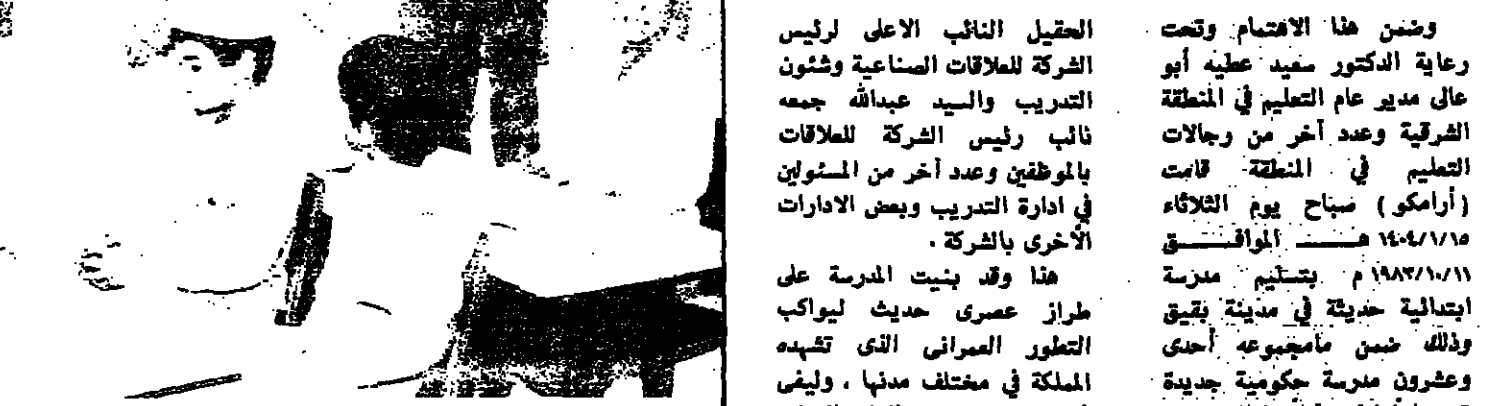 وضمن هذا الاهتمام وتحت
رعاية الدكتور سعيد عطيه أبو
عالى مدير عام التعليم في المنطقة
الشرقية وعدد آخر من رجالات
التعليم في المنطقة قامت
(أرامكو) صباح يوم الثلاثاء
١٤٠٤/١/١٥ هـ الموافق
١٩٨٣/١٠/١١ م بتسليم مدرسة
ابتدائية حديثة في مدينة بقيق
وذلك ضمن مامجموعه أحدى
وعشرون مدرسة حكومية جديدة
الحقيل النائب الاعلى لرئيس
الشركة للعلاقات الصناعية وشئون
التدريب والسيد عبدالله جمعه
نائب رئيس الشركة للعلاقات
بالموظفين وعدد آخر من المسئولين
في ادارة التدريب وبعض الادارات
الأخرى بالشركة .
هذا وقد بنيت المدرسة على
طراز عصرى حديث ليواكب
التطور العمرانى الذى تشهده
المملكة في مختلف مدنها . وليفى